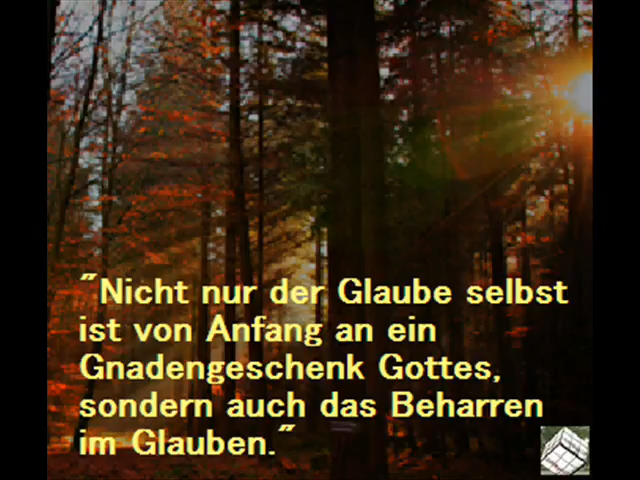 "Nicht nur der Glaube selbst
ist von Anfang an ein
Gnadengeschenk Gottes,
sondern auch das Beharren
im Glauben."